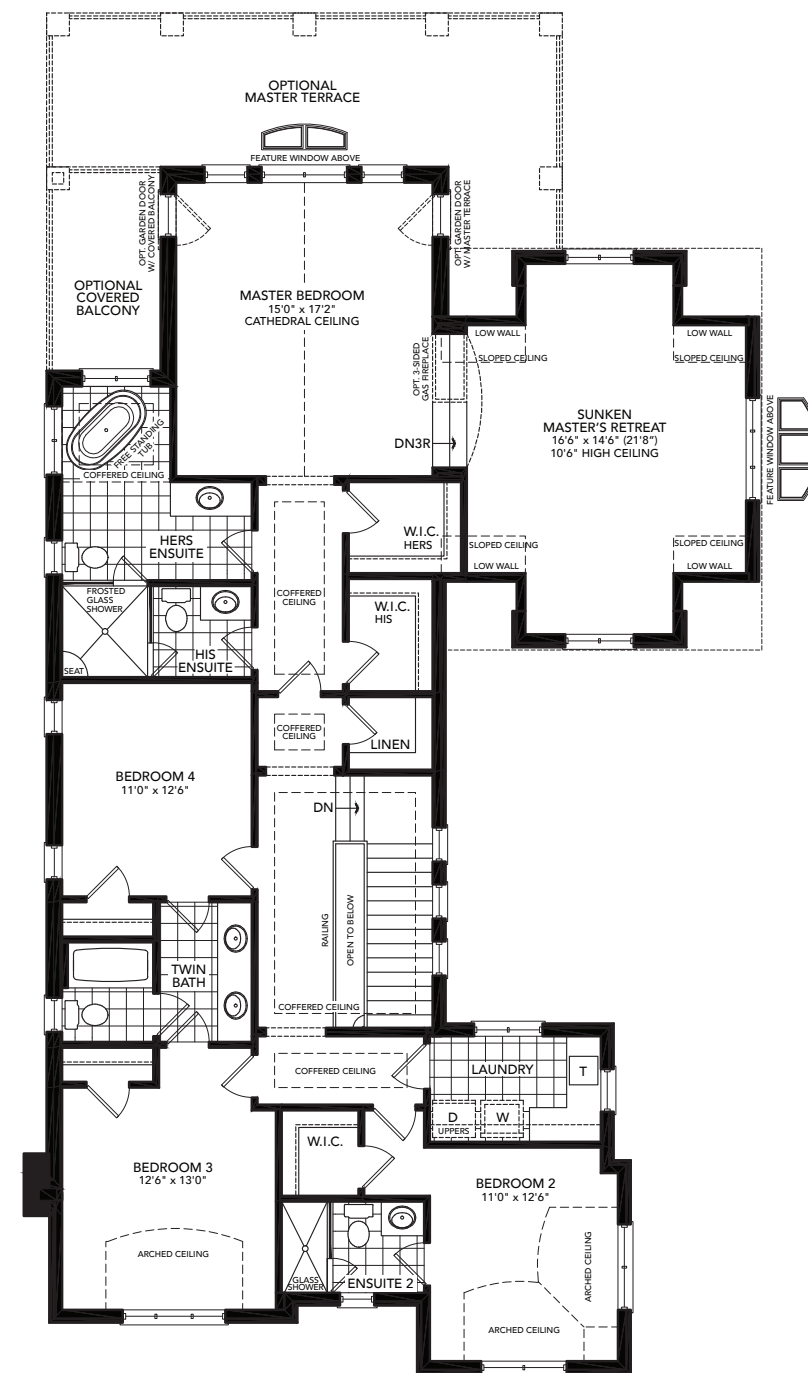 OPTIONAL
MASTER TERRACE
FEATURE WINDOW ABOVE
OPT. GARDEN DOOR
W/ COVERED BALCONY
OPT. GARDEN DOOR
W/ MASTER TERRACE
OPTIONAL
COVERED
BALCONY
MASTER BEDROOM
15'0" x 17'2"
CATHEDRAL CEILING
OPT. 3-SIDED
GAS FIREPLACE
DN3R
LOW WALL
SLOPED CEILING
LOW WALL
SLOPED CEILING
SUNKEN
MASTER'S RETREAT
16'6" x 14'6" (21'8")
10'6" HIGH CEILING
FEATURE WINDOW ABOVE
SLOPED CEILING
LOW WALL
SLOPED CEILING
LOW WALL
FREE STANDING
TUB
COFFERED CEILING
HERS
ENSUITE
W.I.C.
HERS
FROSTED
GLASS
SHOWER
SEAT
HIS
ENSUITE
COFFERED
CEILING
W.I.C.
HIS
COFFERED
CEILING
LINEN
BEDROOM 4
11'0" x 12'6"
DN
RAILING
OPEN TO BELOW
COFFERED CEILING
TWIN
BATH
COFFERED CEILING
LAUNDRY
T
D
W
UPPERS
BEDROOM 3
12'6" x 13'0"
ARCHED CEILING
W.I.C.
BEDROOM 2
11'0" x 12'6"
ARCHED CEILING
GLASS
SHOWER
ENSUITE 2
ARCHED CEILING